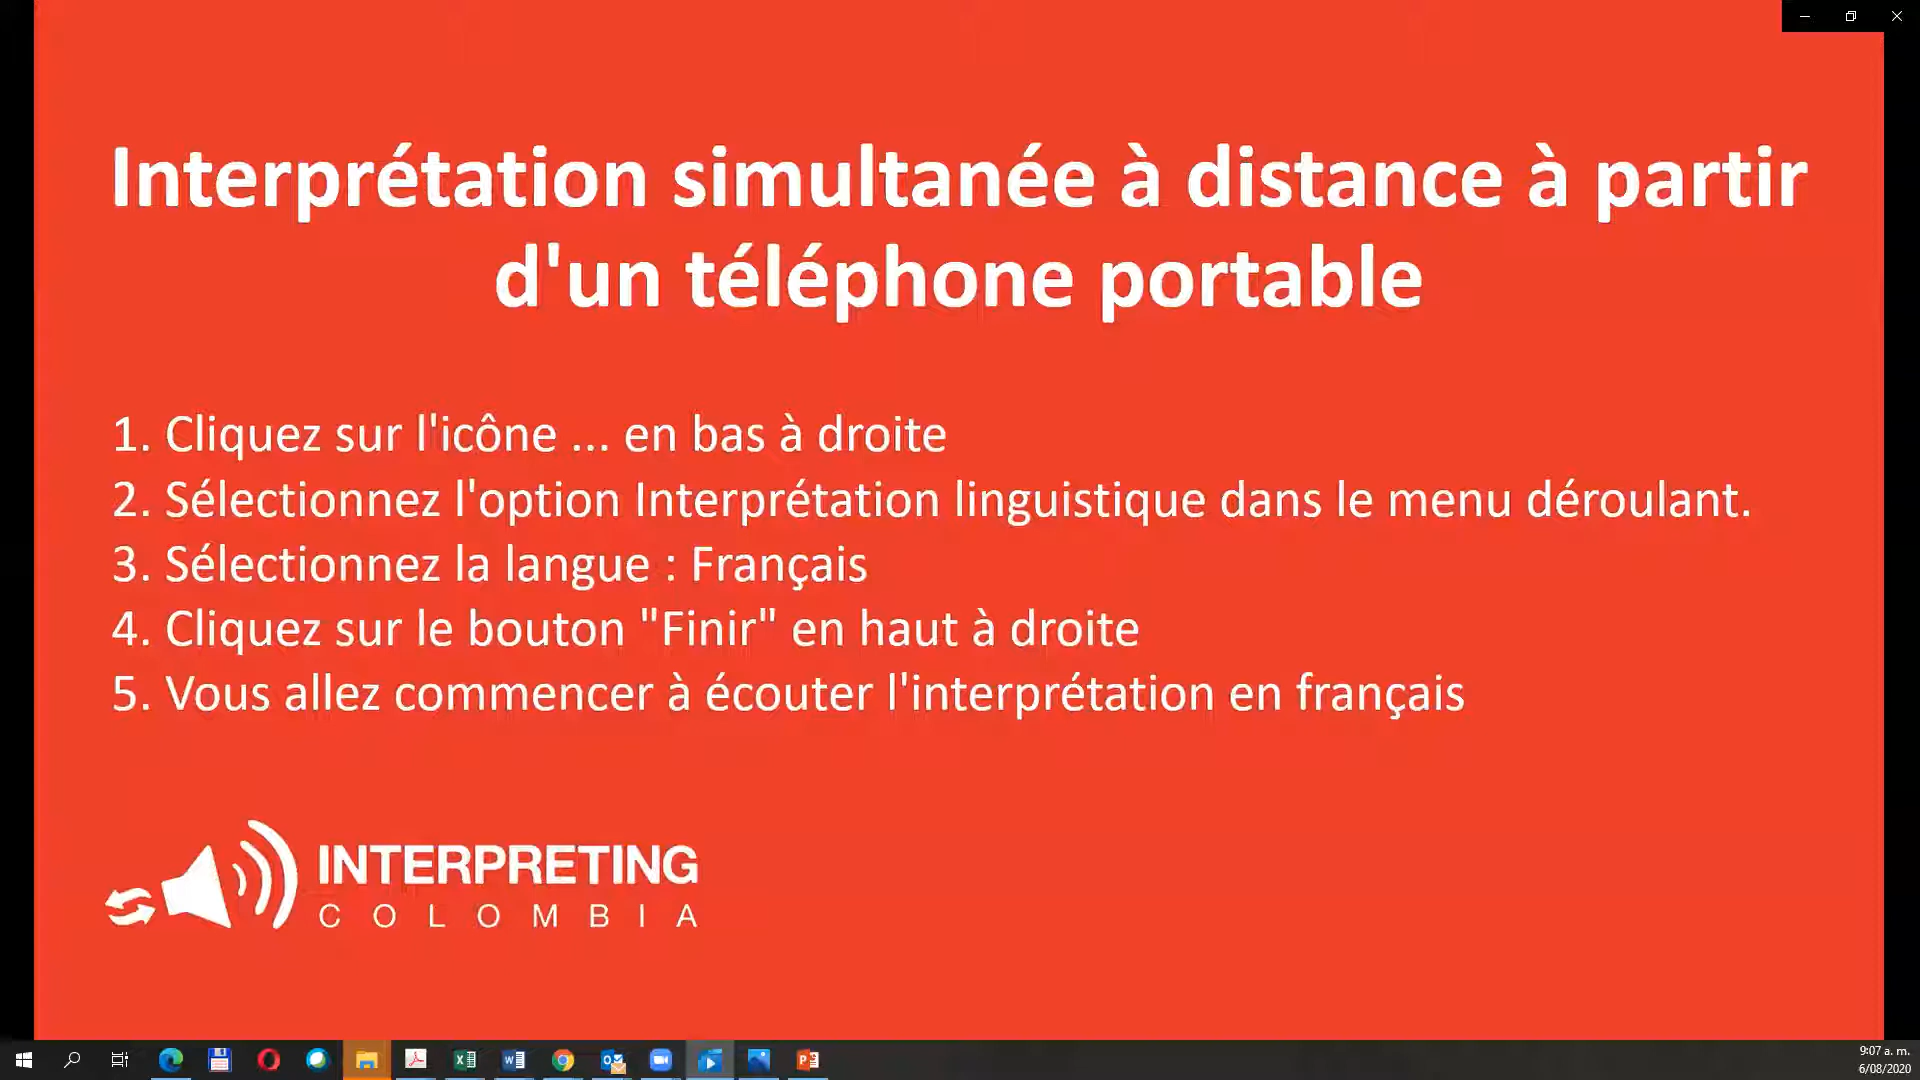 Interprétation simultanée à distance à partir
d'un téléphone portable
1. Cliquez sur l'icône ... en bas à droite
2. Sélectionnez l'option Interprétation linguistique dans le menu déroulant.
3. Sélectionnez la langue : Français
4. Cliquez sur le bouton "Finir" en haut à droite
5. Vous allez commencer à écouter l'interprétation en français
INTERPRETING
COLOMBIA
9:07 a. m.
6/08/2020